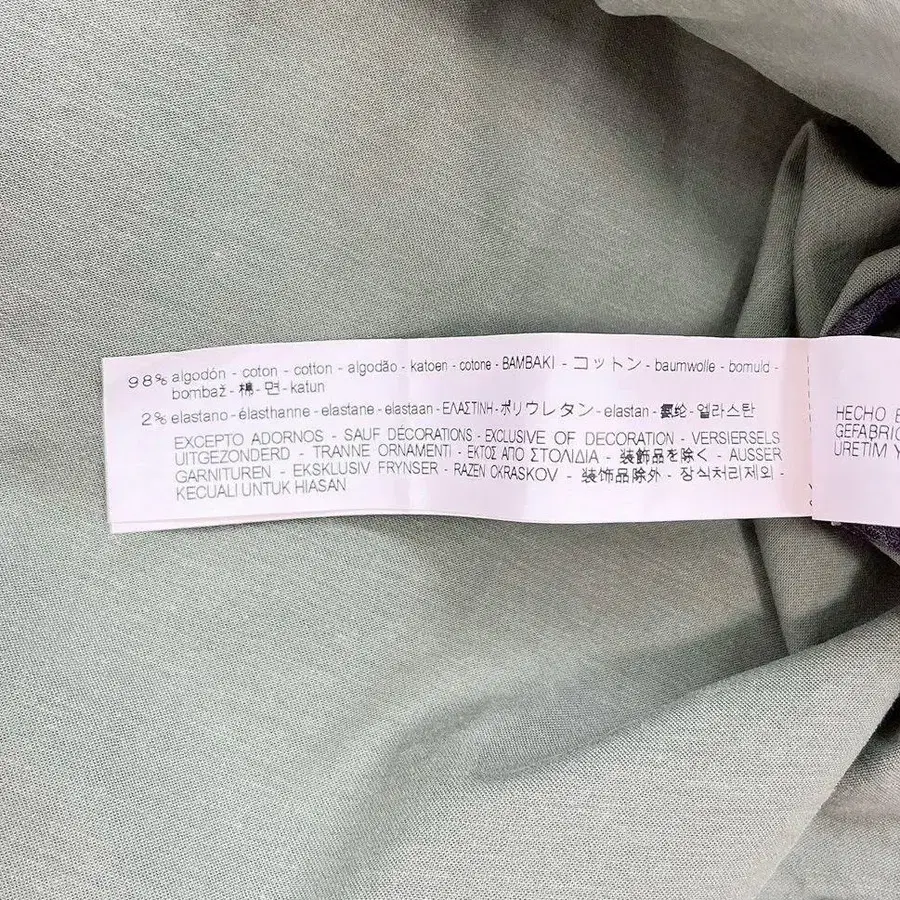 98% algodón - coton - cotton - algodão - katoen - cotone - BAMBAKI - コットン - baumwolle - bomuld -
bombaž - 棉 - 면 - katun
2% elastano - élasthanne - elastane - elastaan - ΕΛΑΣΤΙΝΗ - ポリウレタン - elastan - 氨纶 - 엘라스탄
EXCEPTO ADORNOS - SAUF DÉCORATIONS - EXCLUSIVE OF DECORATION - VERSIERSELS
UITGEZONDERD - TRANNE ORNAMENTI - ΕΚΤΟΣ ΑΠΟ ΣΤΟΛΙΔΙΑ - 装飾品を除く - AUSSER
GARNITUREN - EKSKLUSIV FRYNSER - RAZEN OKRASKOV - 装饰品除外 - 장식처리제외 -
KECUALI UNTUK HIASAN
HECHO
GEFABRIC
URETIM Y